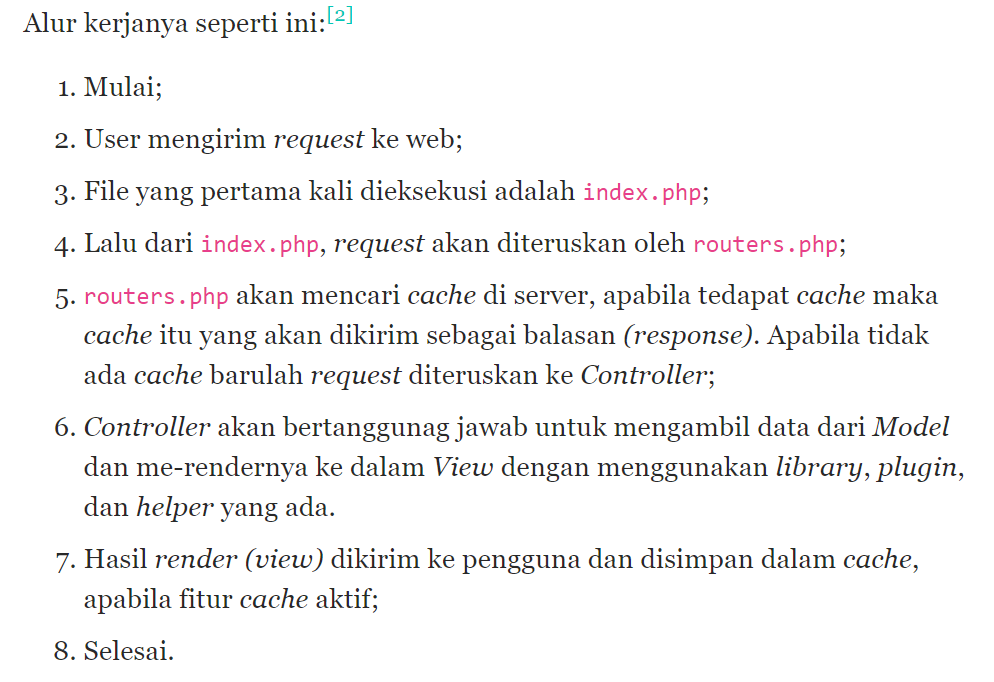 Alur kerjanya seperti ini:[2]
1. Mulai;
2. User mengirim request ke web;
3. File yang pertama kali dieksekusi adalah index.php;
4. Lalu dari index.php, request akan diteruskan oleh routers.php;
5. routers.php akan mencari cache di server, apabila tedapat cache maka
cache itu yang akan dikirim sebagai balasan (response). Apabila tidak
ada cache barulah request diteruskan ke Controller;
6. Controller akan bertanggunag jawab untuk mengambil data dari Model
dan me-rendernya ke dalam View dengan menggunakan library, plugin,
dan helper yang ada.
7. Hasil render (view) dikirim ke pengguna dan disimpan dalam cache,
apabila fitur cache aktif;
8. Selesai.